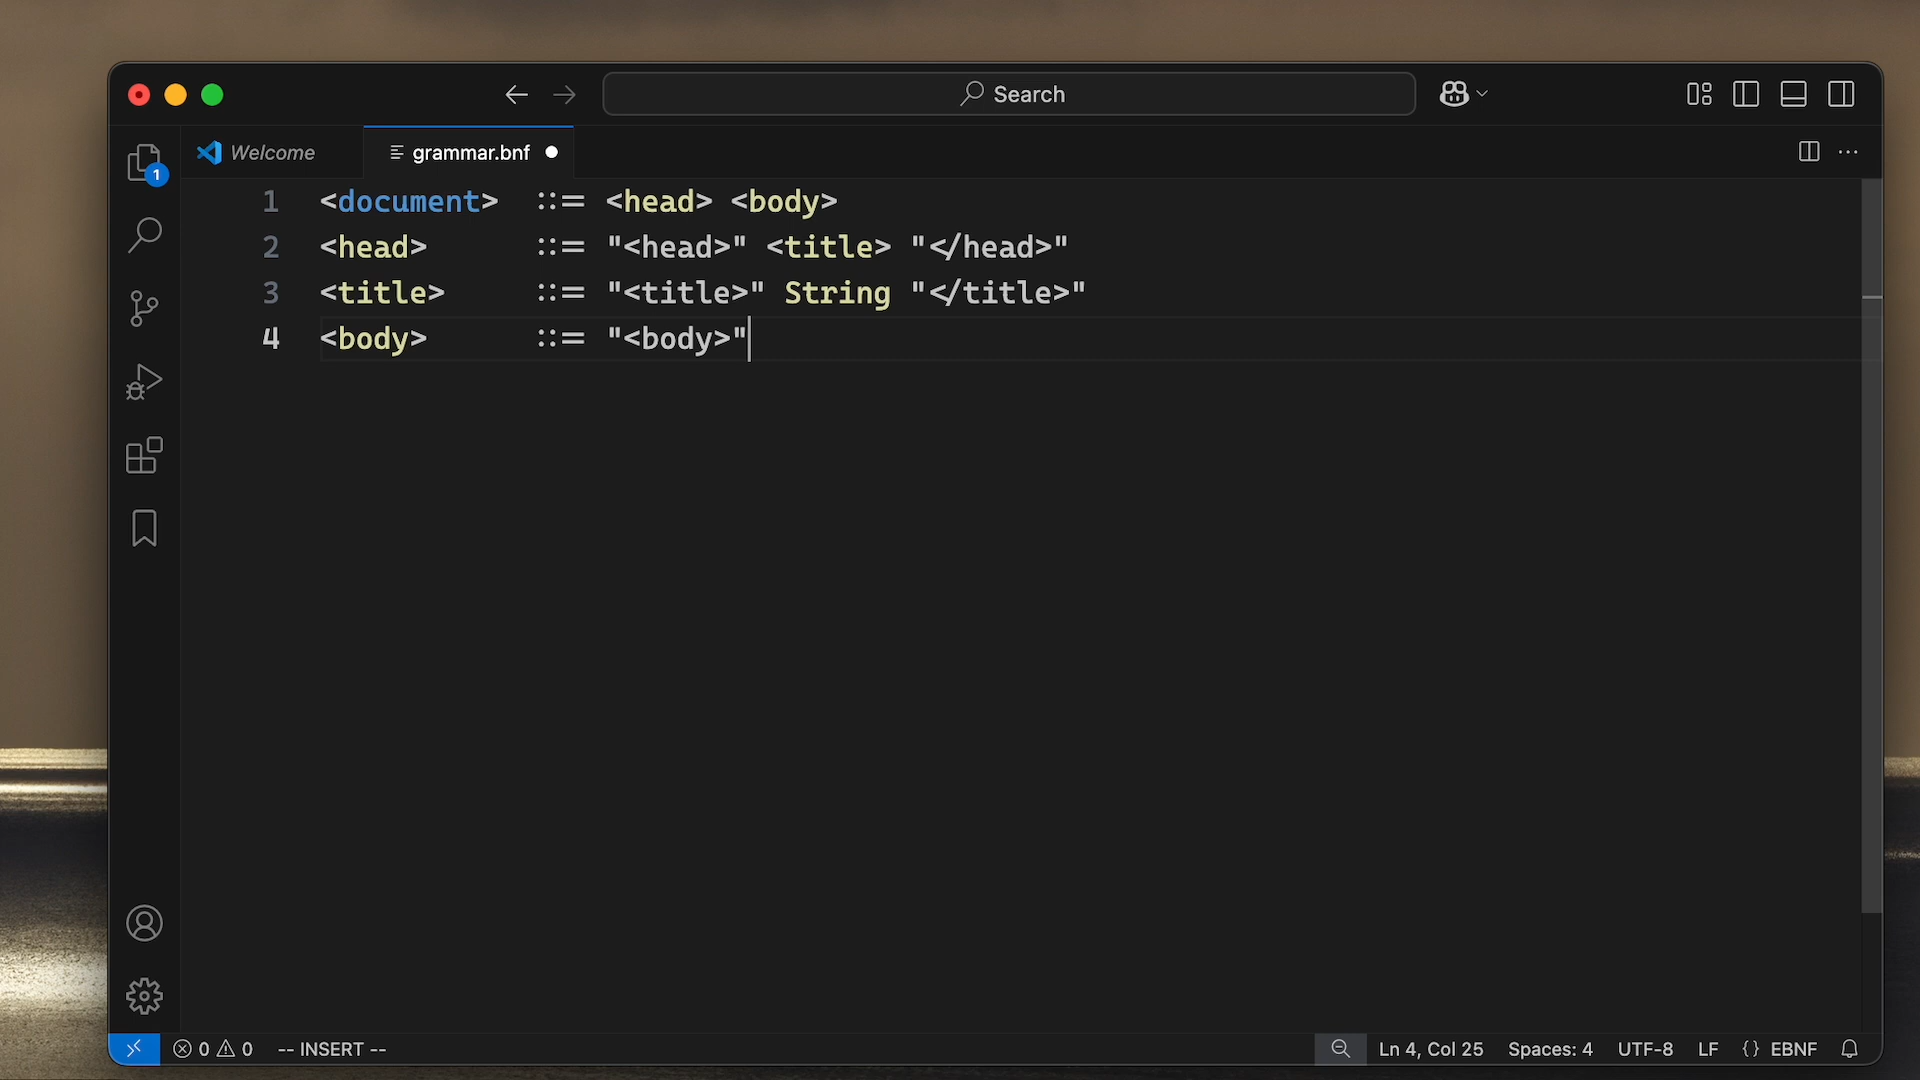 Search
1
Welcome
grammar.bnf
1 <document> ::= <head> <body>
2 <head> ::= "<head>" <title> "</head>"
3 <title> ::= "<title>" String "</title>"
4 <body> ::= "<body>"
0 0 -- INSERT -- Ln 4, Col 25 Spaces: 4 UTF-8 LF {} EBNF